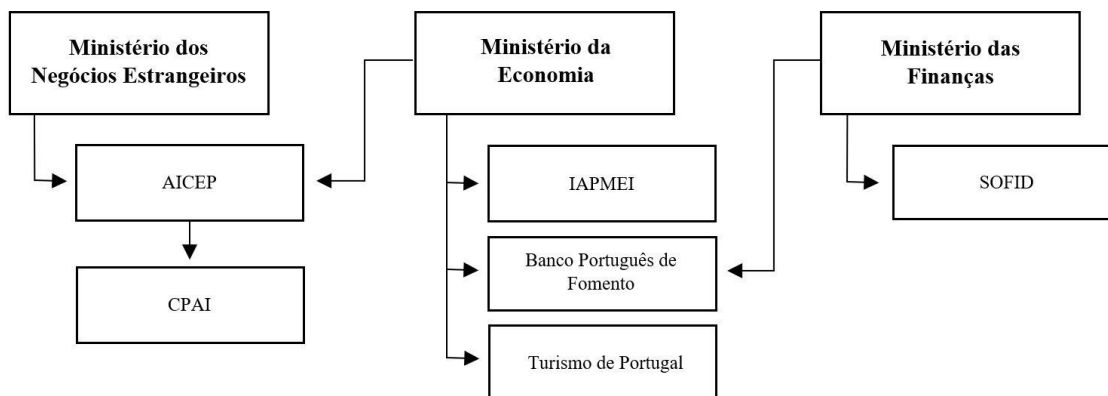 Ministério dos
Negócios Estrangeiros
Ministério da
Economia
Ministério das
Finanças
AICEP
IAPMEI
SOFID
CPAI
Banco Português de
Fomento
Turismo de Portugal